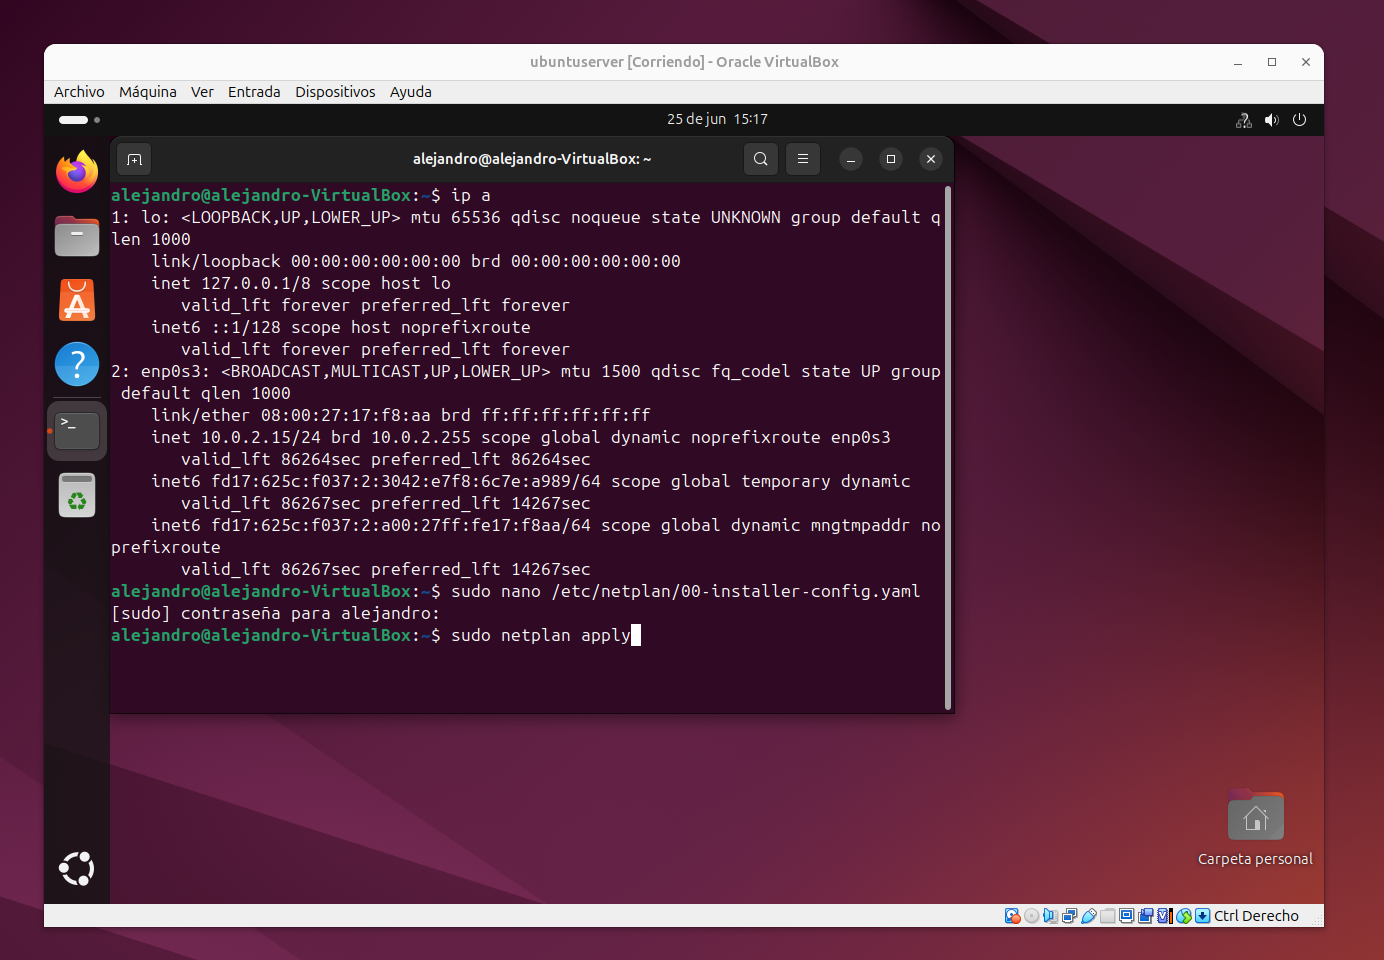 ubuntuserver [Corriendo] - Oracle VirtualBox
Archivo Máquina Ver Entrada Dispositivos Ayuda
25 de jun 15:17
alejandro@alejandro-VirtualBox: ~
alejandro@alejandro-VirtualBox:~$ ip a
1: lo: <LOOPBACK,UP,LOWER_UP> mtu 65536 qdisc noqueue state UNKNOWN group default q
len 1000
link/loopback 00:00:00:00:00:00 brd 00:00:00:00:00:00
inet 127.0.0.1/8 scope host lo
valid_lft forever preferred_lft forever
inet6 ::1/128 scope host noprefixroute
valid_lft forever preferred_lft forever
2: enp0s3: <BROADCAST,MULTICAST,UP,LOWER_UP> mtu 1500 qdisc fq_codel state UP group
default qlen 1000
link/ether 08:00:27:17:f8:aa brd ff:ff:ff:ff:ff:ff
inet 10.0.2.15/24 brd 10.0.2.255 scope global dynamic noprefixroute enp0s3
valid_lft 86264sec preferred_lft 86264sec
inet6 fd17:625c:f037:2:3042:e7f8:6c7e:a989/64 scope global temporary dynamic
valid_lft 86267sec preferred_lft 14267sec
inet6 fd17:625c:f037:2:a00:27ff:fe17:f8aa/64 scope global dynamic mngtmpaddr no
prefixroute
valid_lft 86267sec preferred_lft 14267sec
alejandro@alejandro-VirtualBox:~$ sudo nano /etc/netplan/00-installer-config.yaml
[sudo] contraseña para alejandro:
alejandro@alejandro-VirtualBox:~$ sudo netplan apply
Carpeta personal
Ctrl Derecho